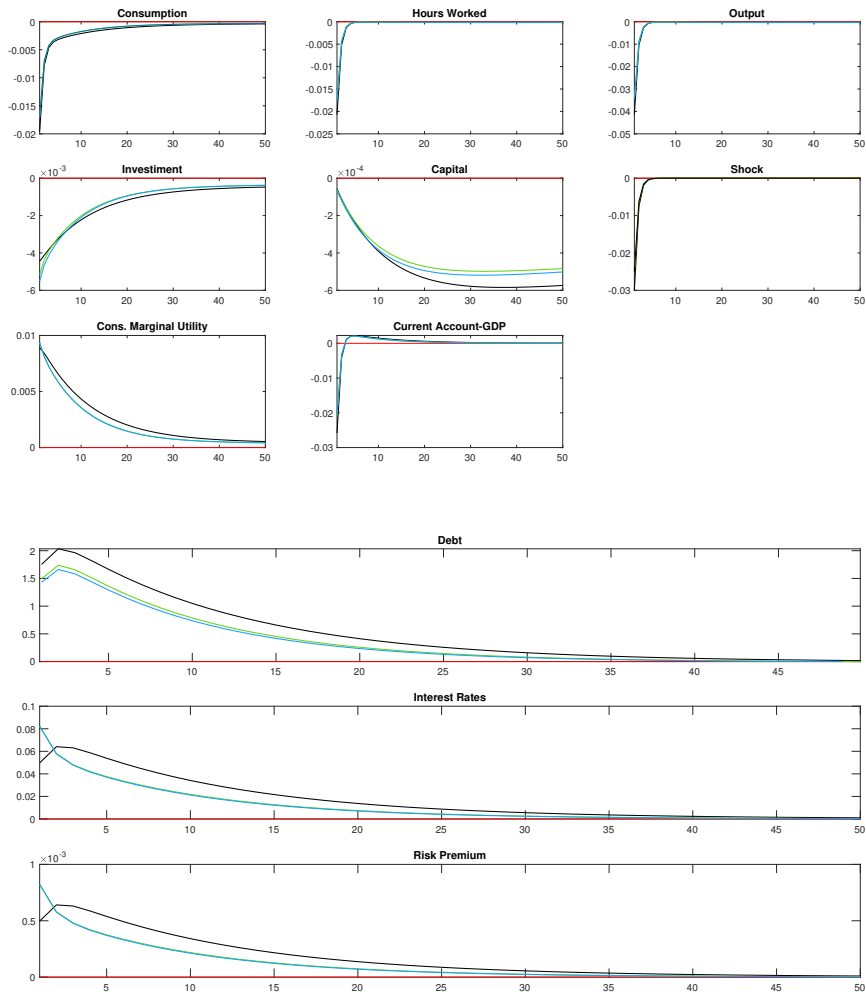 Consumption Hours Worked Output
0 0 0
-0.005 -0.005 -0.01
-0.01 -0.01 -0.02
-0.015 -0.03
-0.015 -0.02 -0.04
-0.02 -0.025 -0.05
10 20 30 40 50 10 20 30 40 50 10 20 30 40 50
×10⁻³ Investiment ×10⁻⁴ Capital Shock
0 0 0
-2 -2 -0.01
-4 -4 -0.02
-6 -6 -0.03
10 20 30 40 50 10 20 30 40 50 10 20 30 40 50
Cons. Marginal Utility Current Account-GDP
0.01 0
0.005 -0.01
-0.02
0 -0.03
10 20 30 40 50 10 20 30 40 50
Debt
2
1.5
1
0.5
0
5 10 15 20 25 30 35 40 45
Interest Rates
0.1
0.08
0.06
0.04
0.02
0
5 10 15 20 25 30 35 40 45 50
×10⁻³ Risk Premium
1
0.5
0
5 10 15 20 25 30 35 40 45 50